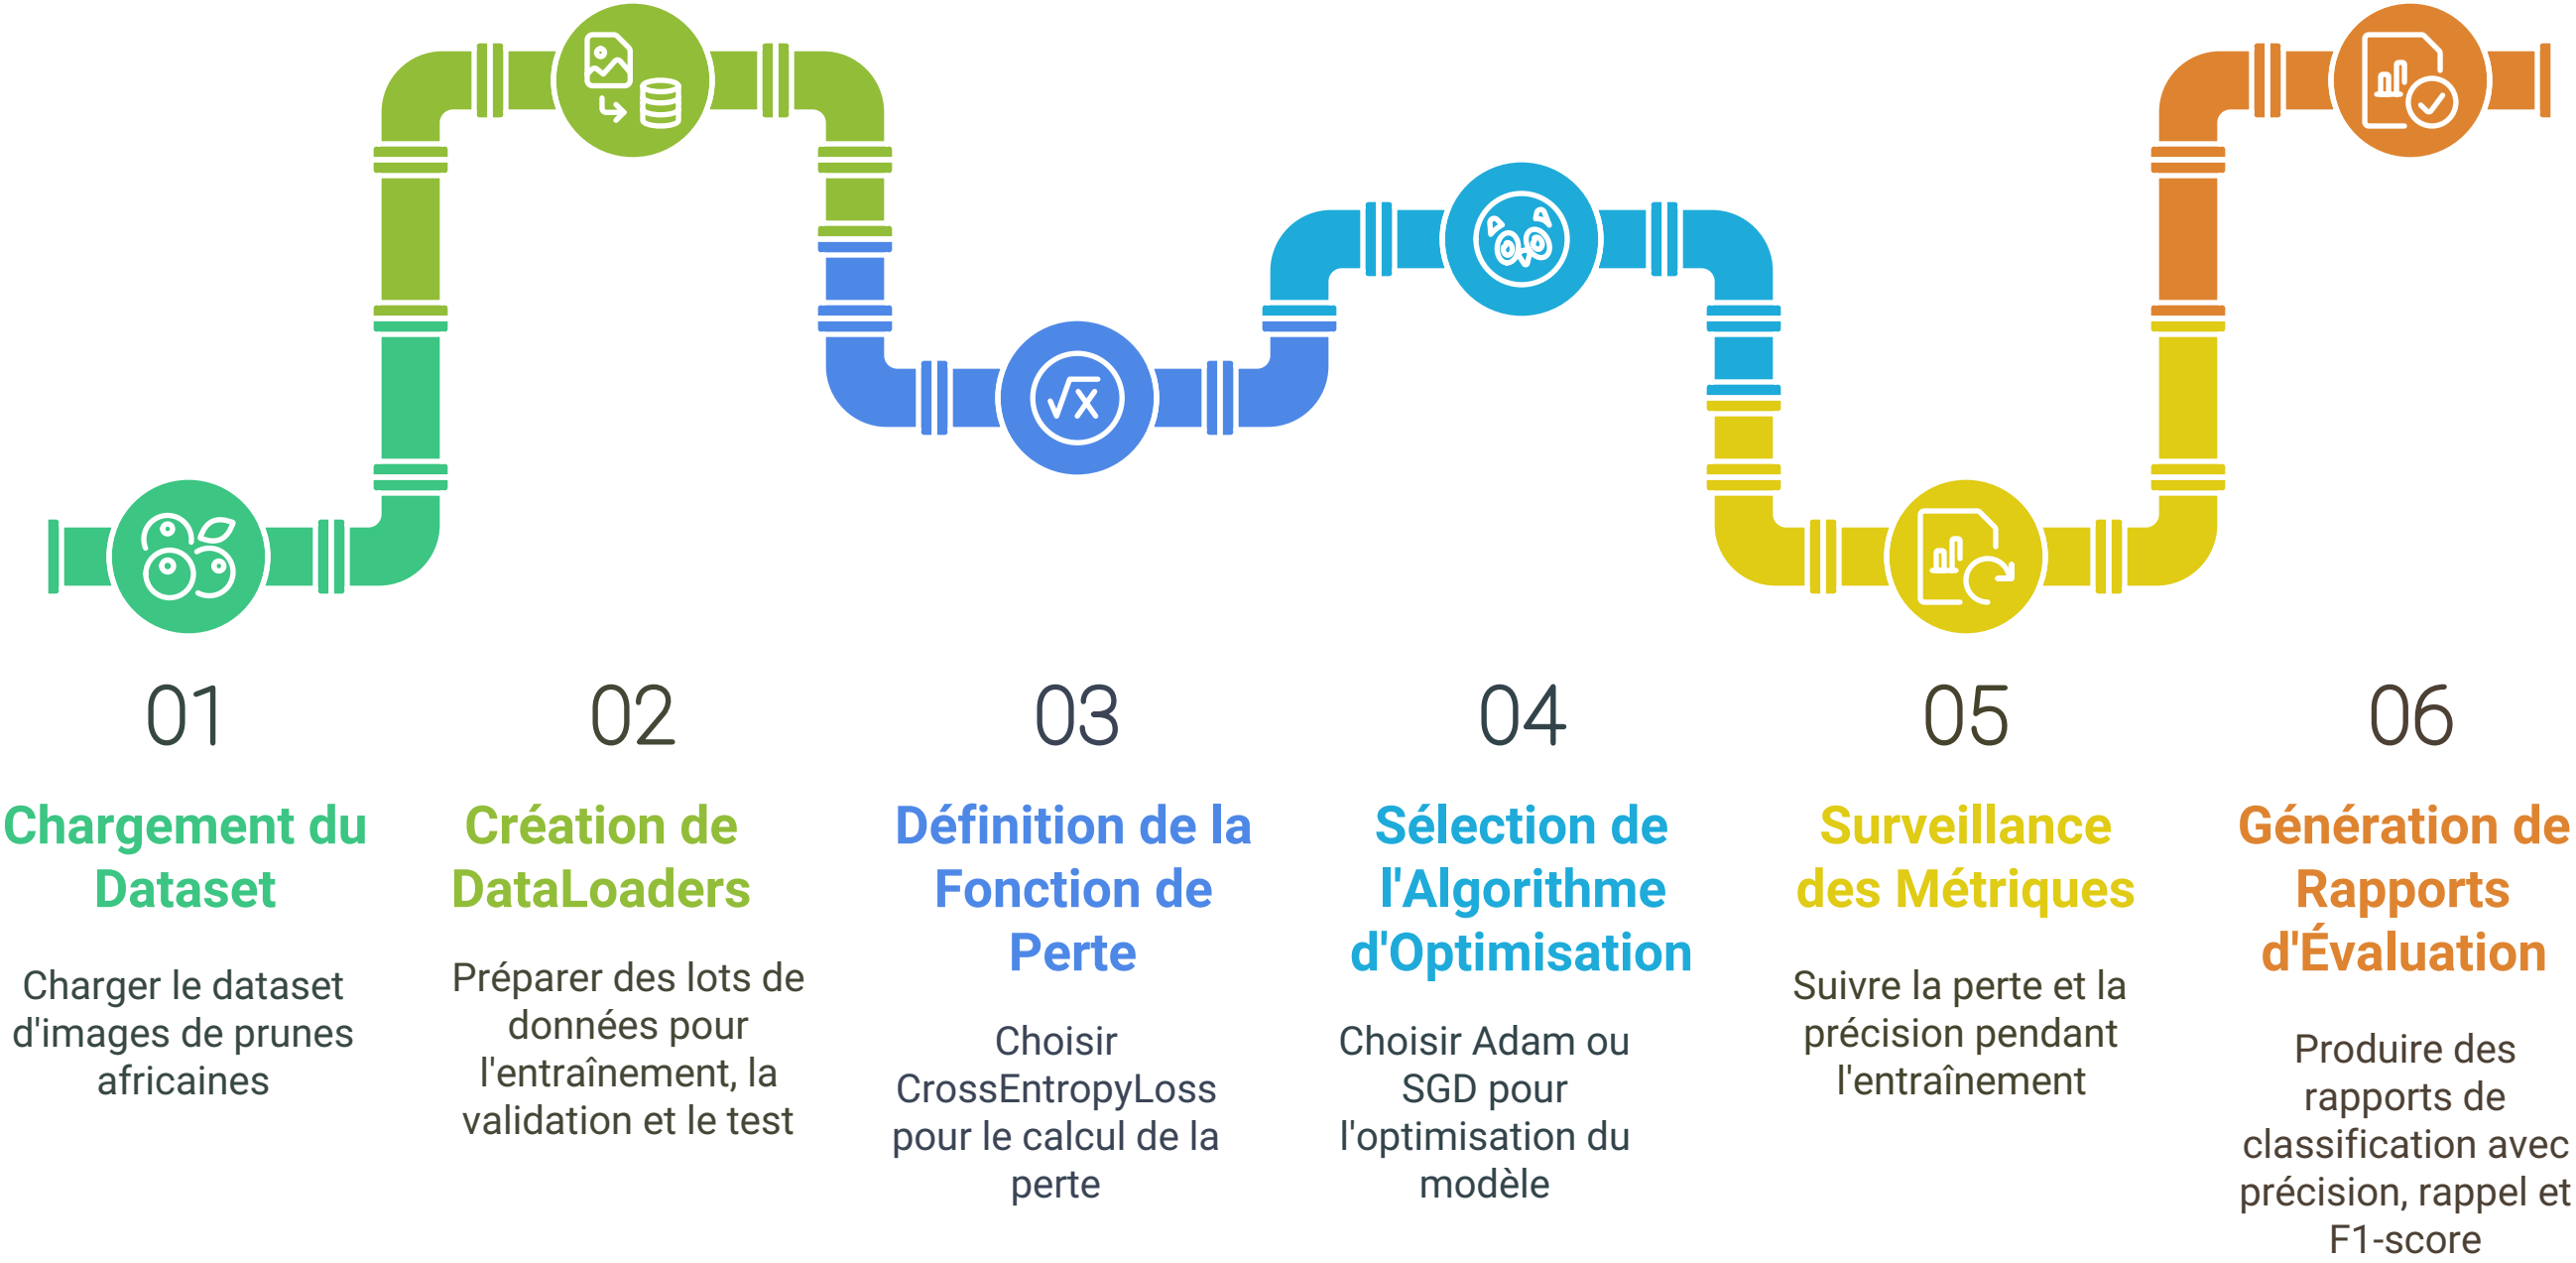 √x
01
Chargement du
Dataset
Charger le dataset
d'images de prunes
africaines
02
Création de
DataLoaders
Préparer des lots de
données pour
l'entraînement, la
validation et le test
03
Définition de la
Fonction de
Perte
Choisir
CrossEntropyLoss
pour le calcul de la
perte
04
Sélection de
l'Algorithme
d'Optimisation
Choisir Adam ou
SGD pour
l'optimisation du
modèle
05
Surveillance
des Métriques
Suivre la perte et la
précision pendant
l'entraînement
06
Génération de
Rapports
d'Évaluation
Produire des
rapports de
classification avec
précision, rappel et
F1-score